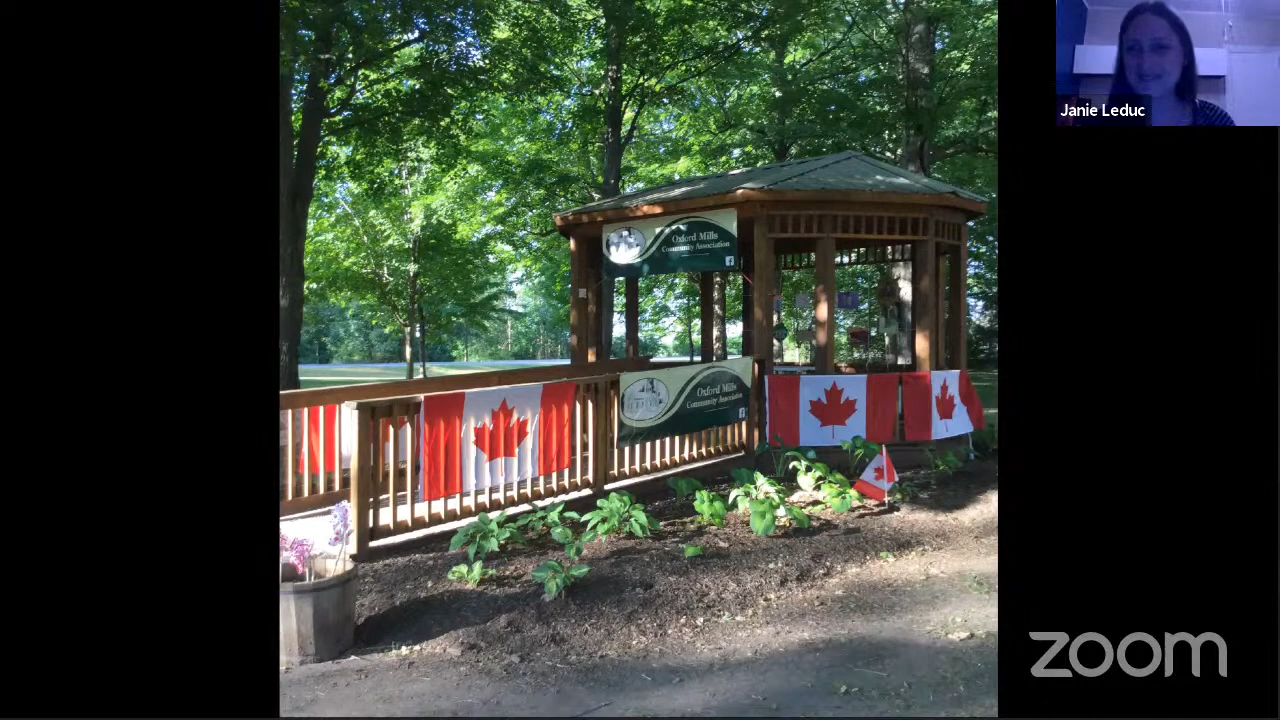 Janie Leduc
Oxford Mills
Community Association
Oxford Mills
Community Association
zoom